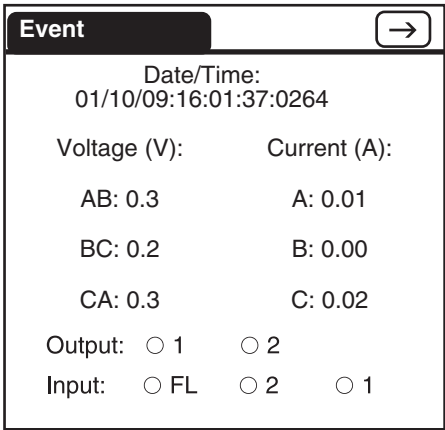 Event →
Date/Time:
01/10/09:16:01:37:0264
Voltage (V): Current (A):
AB: 0.3 A: 0.01
BC: 0.2 B: 0.00
CA: 0.3 C: 0.02
Output: ○ 1 ○ 2
Input: ○ FL ○ 2 ○ 1